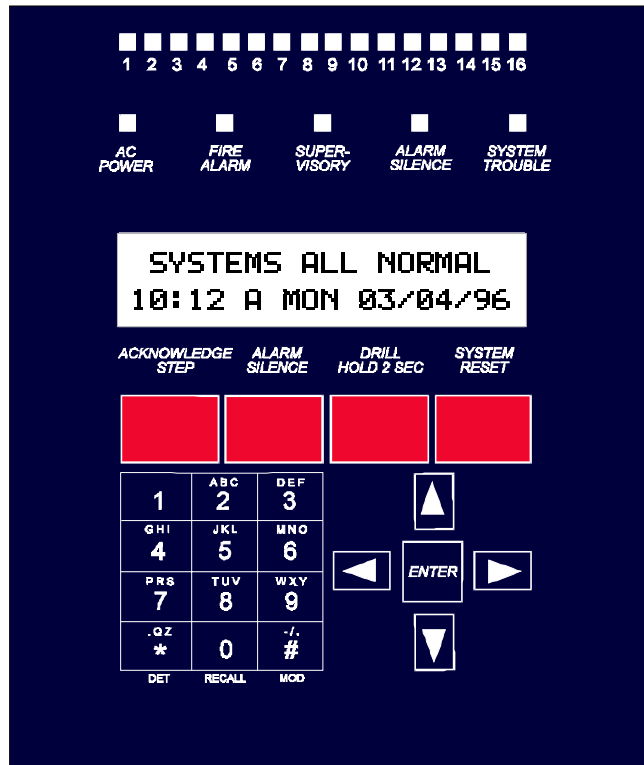 1 2 3 4 5 6 7 8 9 10 11 12 13 14 15 16
AC POWER
FIRE ALARM
SUPER-VISORY
ALARM SILENCE
SYSTEM TROUBLE
SYSTEMS ALL NORMAL
10:12 A MON 03/04/96
ACKNOWLEDGE STEP
ALARM SILENCE
DRILL HOLD 2 SEC
SYSTEM RESET
1
ABC
2
DEF
3
GHI
4
JKL
5
MNO
6
PRS
7
TUV
8
WXY
9
.QZ
*
0
-/.
#
DET
RECALL
MOD
ENTER